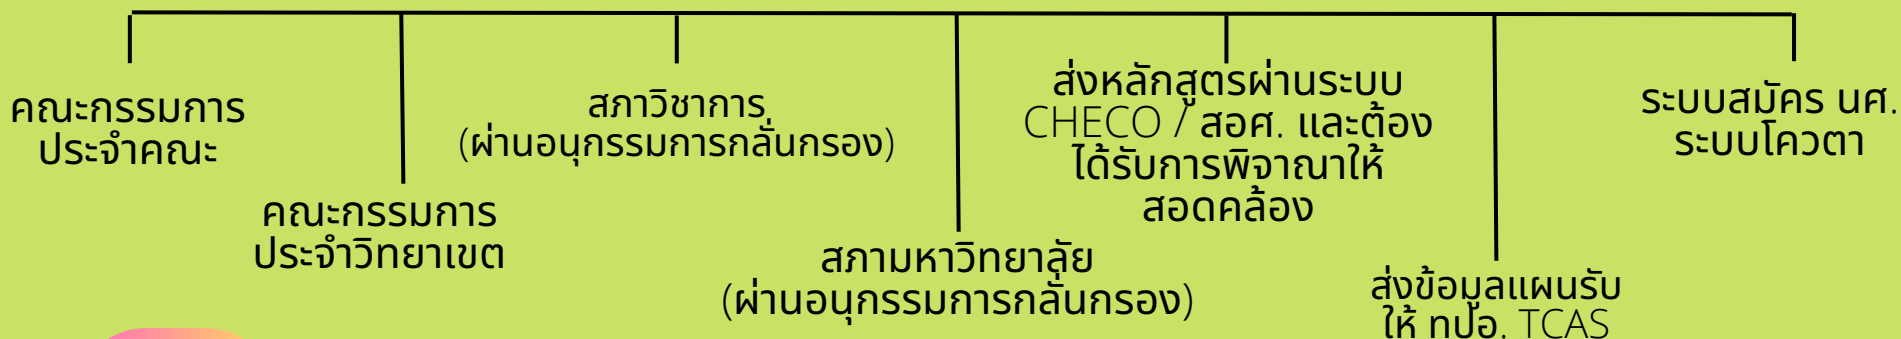 คณะกรรมการ
ประจำคณะ
คณะกรรมการ
ประจำวิทยาเขต
สภาวิชาการ
(ผ่านอนุกรรมการกลั่นกรอง)
สภามหาวิทยาลัย
(ผ่านอนุกรรมการกลั่นกรอง)
ส่งหลักสูตรผ่านระบบ
CHECO / สอศ. และต้อง
ได้รับการพิจาณาให้
สอดคล้อง
ส่งข้อมูลแผนรับ
ให้ ทปอ. TCAS
ระบบสมัคร นศ.
ระบบโควตา